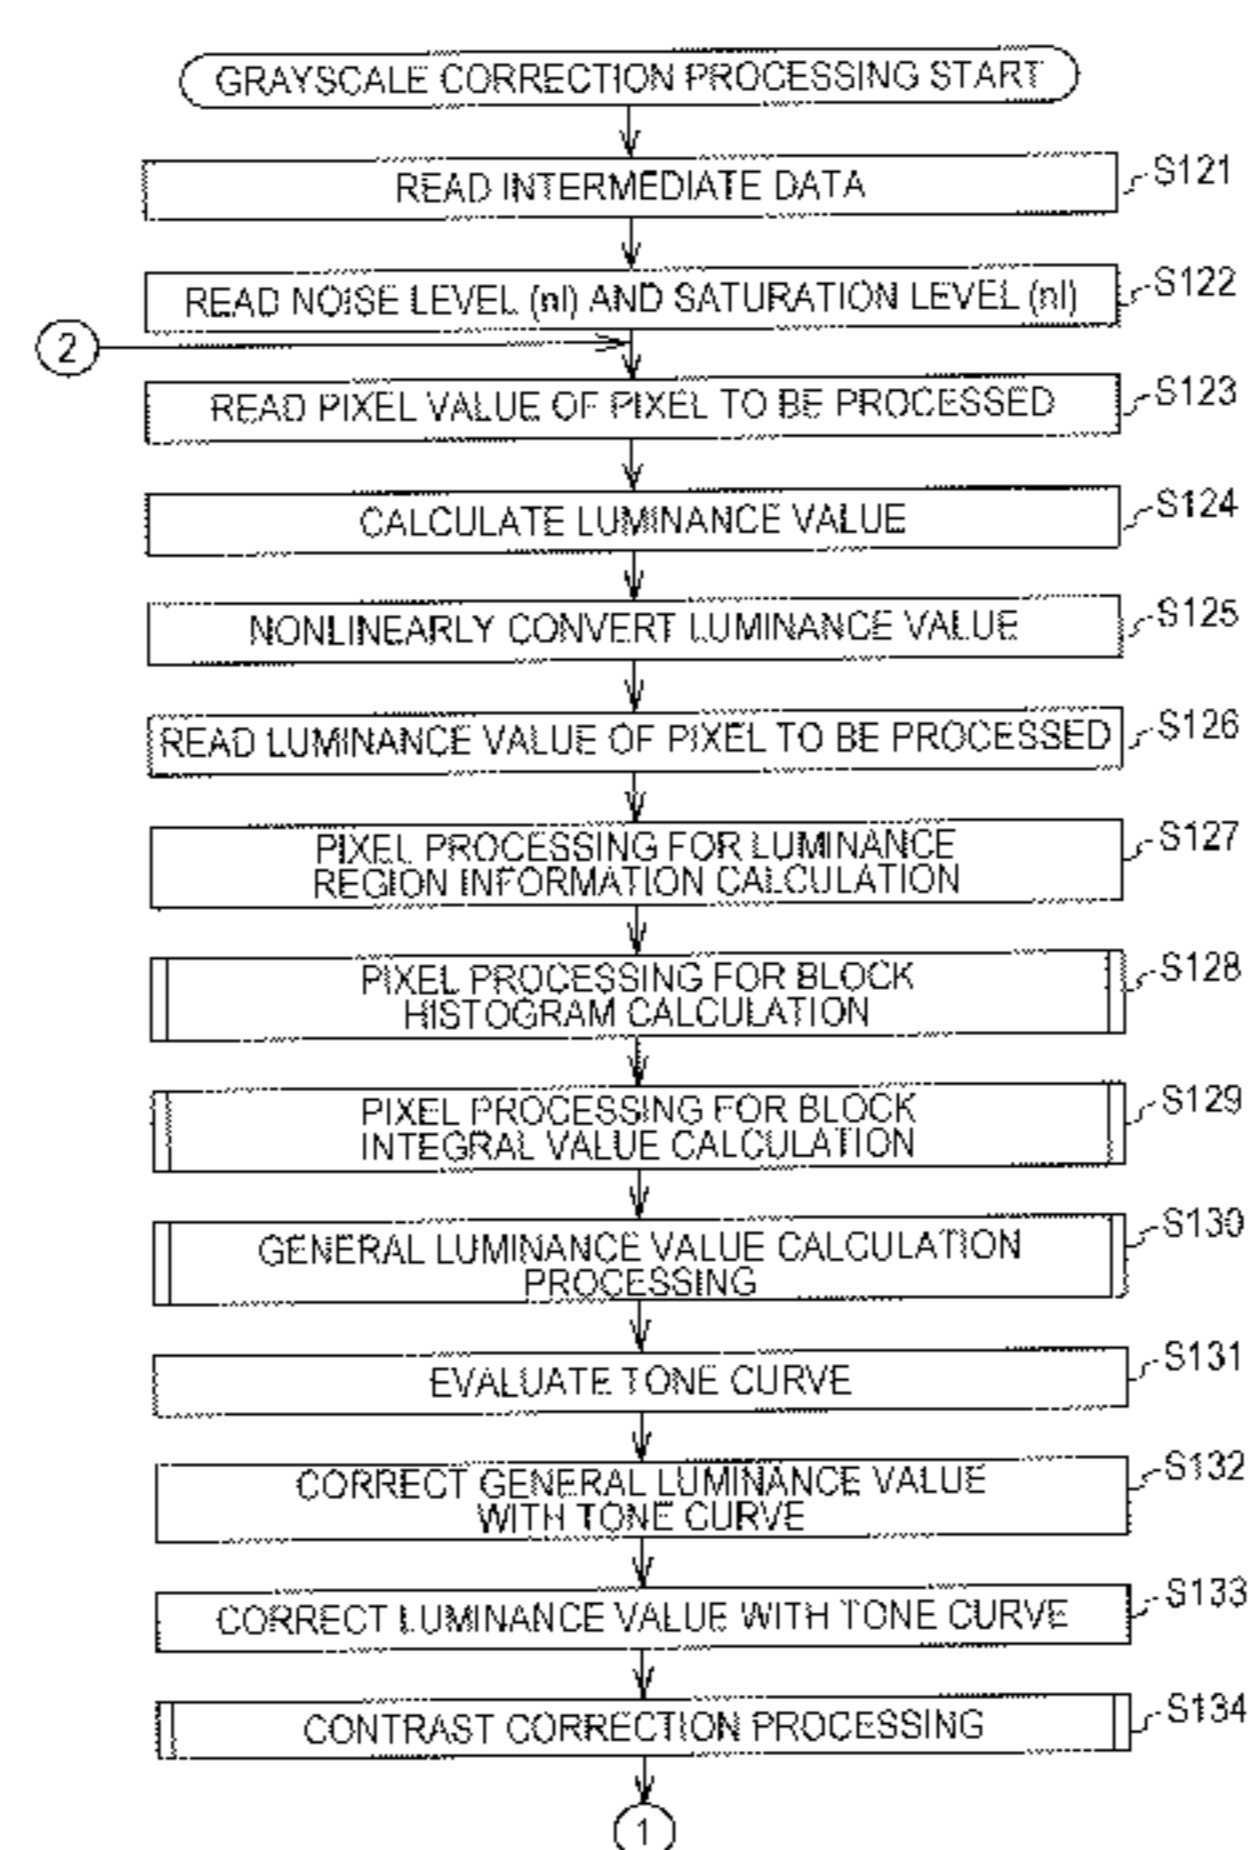 GRAYSCALE CORRECTION PROCESSING START
READ INTERMEDIATE DATA
S121
READ NOISE LEVEL (nl) AND SATURATION LEVEL (nl)
S122
2
READ PIXEL VALUE OF PIXEL TO BE PROCESSED
S123
CALCULATE LUMINANCE VALUE
S124
NONLINEARLY CONVERT LUMINANCE VALUE
S125
READ LUMINANCE VALUE OF PIXEL TO BE PROCESSED
S126
PIXEL PROCESSING FOR LUMINANCE
REGION INFORMATION CALCULATION
S127
PIXEL PROCESSING FOR BLOCK
HISTOGRAM CALCULATION
S128
PIXEL PROCESSING FOR BLOCK
INTEGRAL VALUE CALCULATION
S129
GENERAL LUMINANCE VALUE CALCULATION
PROCESSING
S130
EVALUATE TONE CURVE
S131
CORRECT GENERAL LUMINANCE VALUE
WITH TONE CURVE
S132
CORRECT LUMINANCE VALUE WITH TONE CURVE
S133
CONTRAST CORRECTION PROCESSING
S134
1